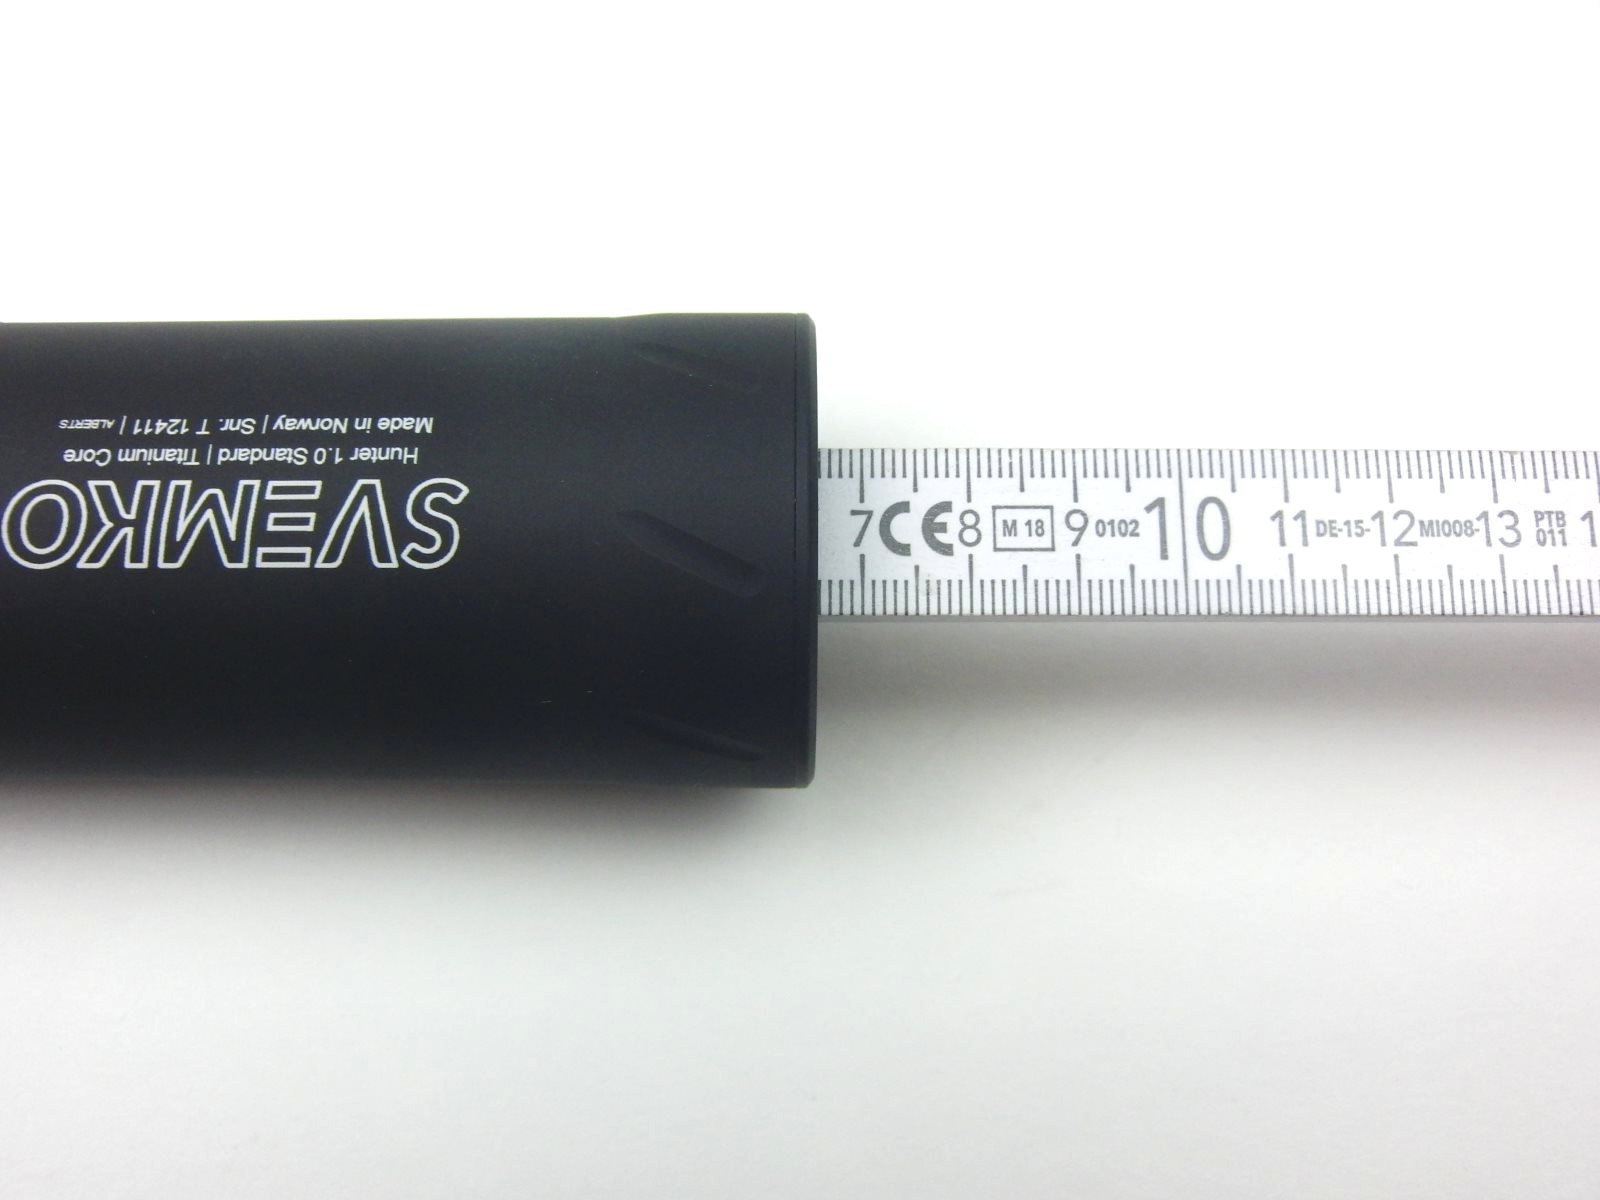 SVEMKO
Hunter 1.0 Standard | Titanium Core
Made in Norway | Snr. T 12411 | ALBERTS
7 CE 8 M 18 9 0102 10 11 DE-15- 12 MI008- 13 PTB 011 1